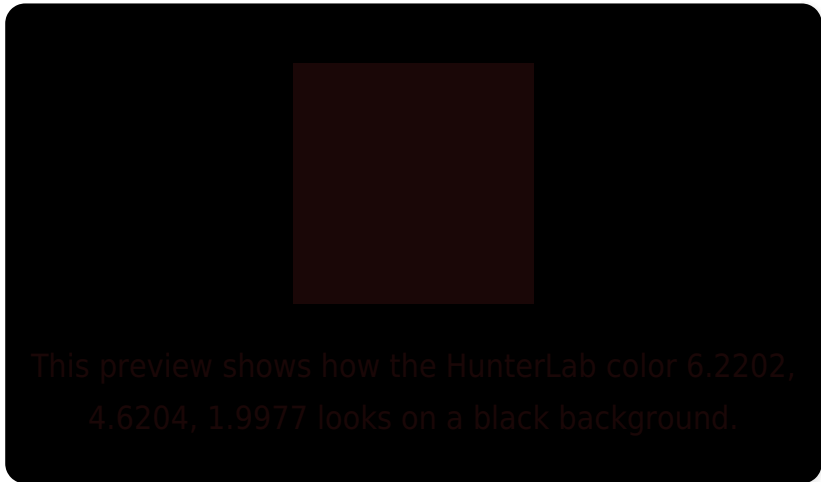 This preview shows how the HunterLab color 6.2202,
4.6204, 1.9977 looks on a black background.